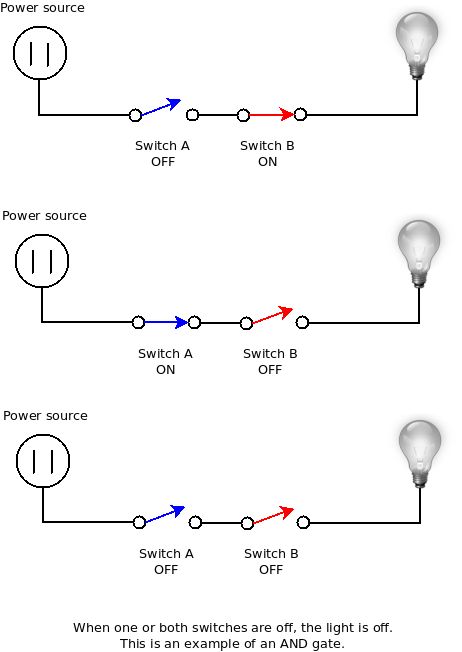 Power source
Switch A
OFF
Switch B
ON
Power source
Switch A
ON
Switch B
OFF
Power source
Switch A
OFF
Switch B
OFF
When one or both switches are off, the light is off.
This is an example of an AND gate.